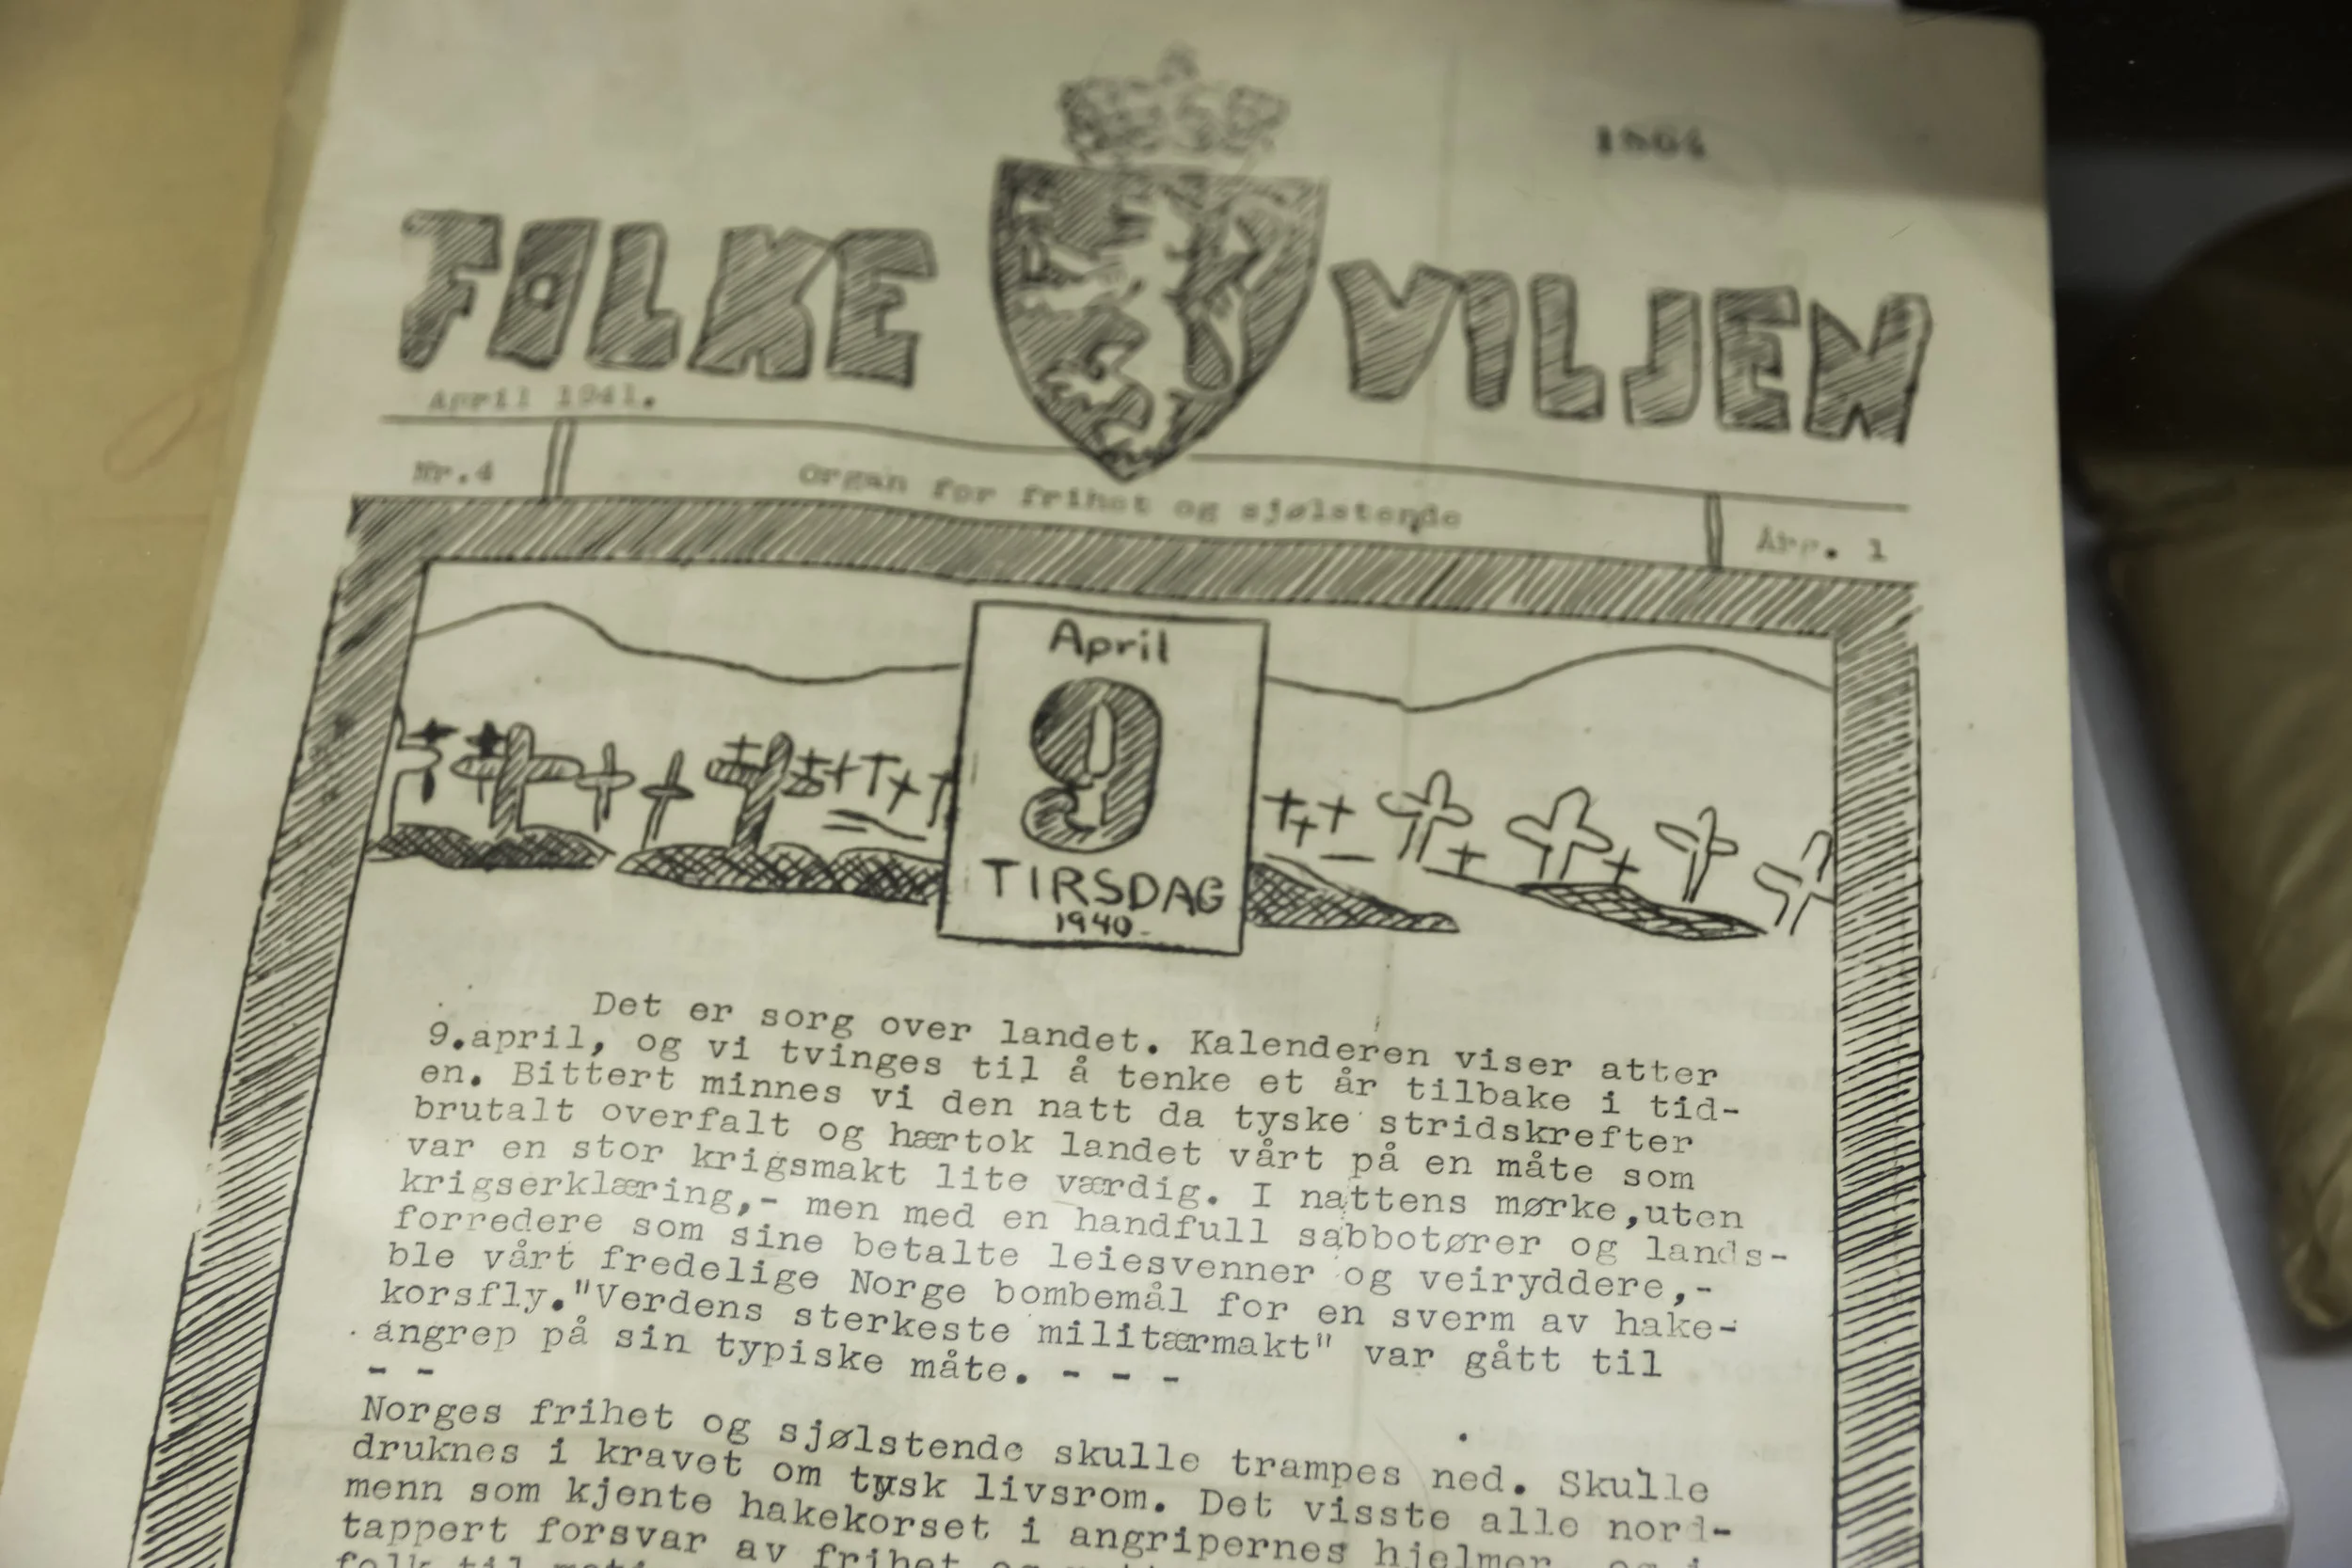 FOLKE VILJEN
April 1941.
Nr.4 Organ for frihet og sjølstende Årg. 1
April
9
TIRSDAG
1940.
Det er sorg over landet. Kalenderen viser atter
9.april, og vi tvinges til å tenke et år tilbake i tid-
en. Bittert minnes vi den natt da tyske stridskrefter
brutalt overfalt og hærtok landet vårt på en måte som
var en stor krigsmakt lite værdig. I nattens mørke,uten
krigserklæring,- men med en handfull sabbotører og lands-
forredere som sine betalte leiesvenner og veiryddere,-
ble vårt fredelige Norge bombemål for en sverm av hake-
korsfly."Verdens sterkeste militærmakt" var gått til
angrep på sin typiske måte. - - -
- -
Norges frihet og sjølstende skulle trampes ned. Skulle
druknes i kravet om tysk livsrom. Det visste alle nord-
menn som kjente hakekorset i angripernes hjelmer, og i
tappert forsvar av frihet og
folk til